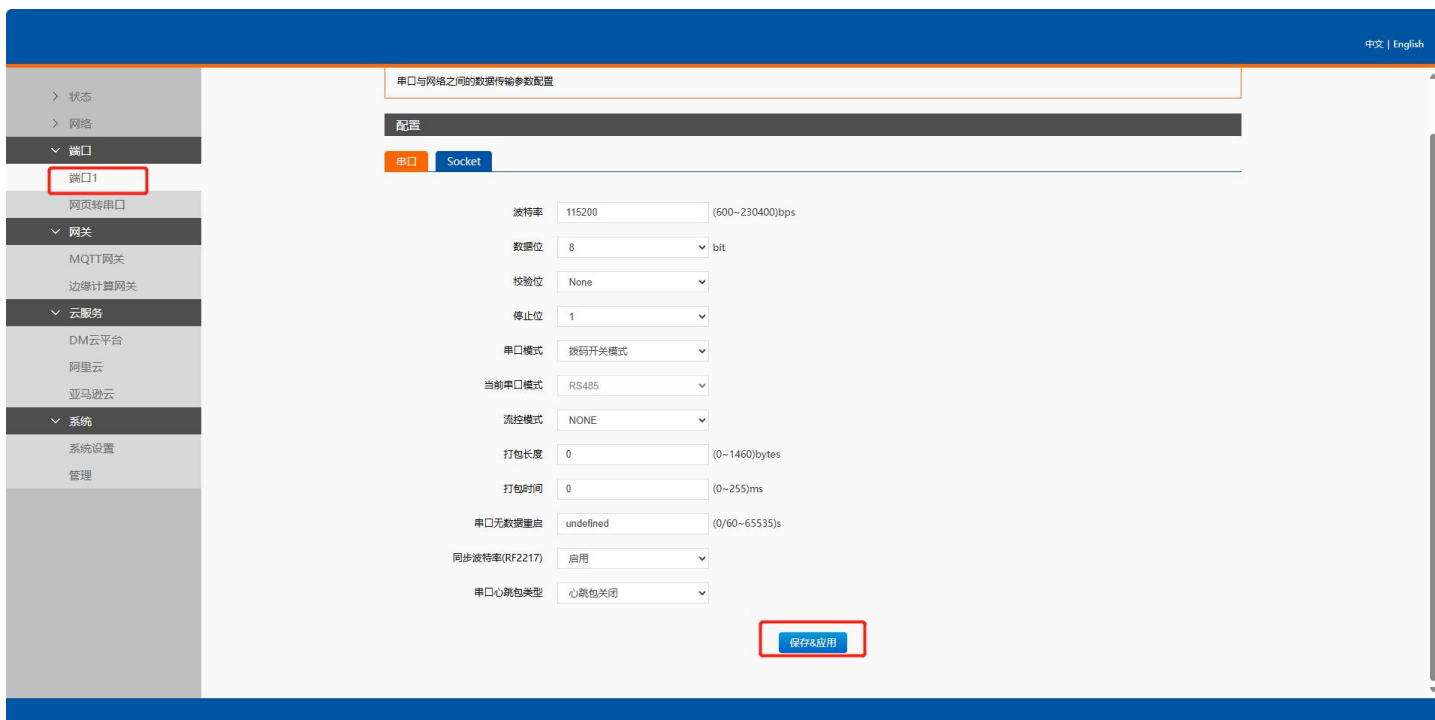 中文 | English
状态
网络
端口
端口1
网页转串口
网关
MQTT网关
边缘计算网关
云服务
DM云平台
阿里云
亚马逊云
系统
系统设置
管理
串口与网络之间的数据传输参数配置
配置
串口 Socket
波特率 115200 (600~230400)bps
数据位 8 bit
校验位 None
停止位 1
串口模式 拨码开关模式
当前串口模式 RS485
流控模式 NONE
打包长度 0 (0~1460)bytes
打包时间 0 (0~255)ms
串口无数据重启 undefined (0/60~65535)s
同步波特率(RF2217) 启用
串口心跳包类型 心跳包关闭
保存&应用